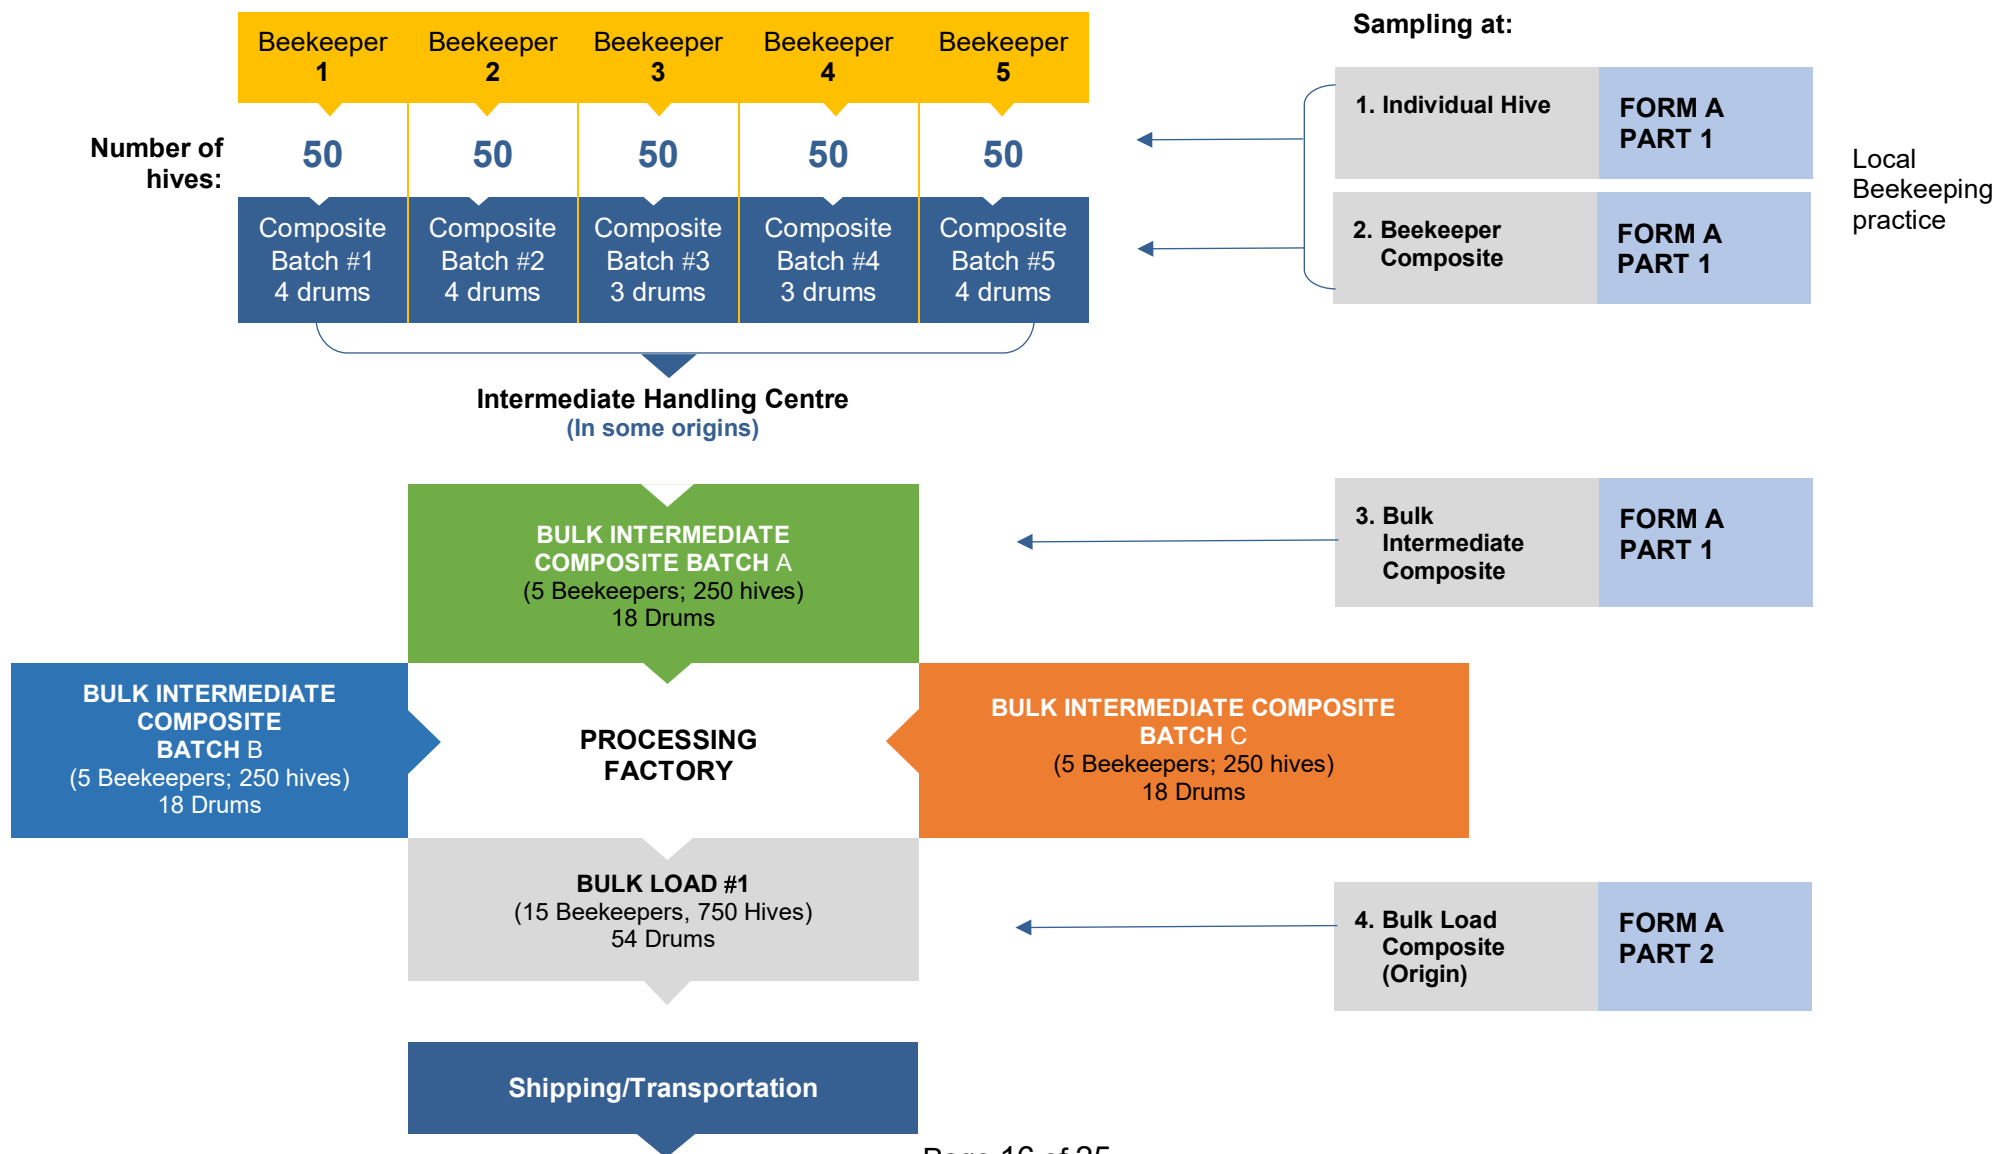 Sampling at:
Beekeeper
1
Beekeeper
2
Beekeeper
3
Beekeeper
4
Beekeeper
5
Number of
hives:
50
50
50
50
50
Composite
Batch #1
4 drums
Composite
Batch #2
4 drums
Composite
Batch #3
3 drums
Composite
Batch #4
3 drums
Composite
Batch #5
4 drums
1. Individual Hive
FORM A
PART 1
2. Beekeeper
Composite
FORM A
PART 1
Local
Beekeeping
practice
Intermediate Handling Centre
(In some origins)
BULK INTERMEDIATE
COMPOSITE BATCH A
(5 Beekeepers; 250 hives)
18 Drums
3. Bulk
Intermediate
Composite
FORM A
PART 1
BULK INTERMEDIATE
COMPOSITE
BATCH B
(5 Beekeepers; 250 hives)
18 Drums
PROCESSING
FACTORY
BULK INTERMEDIATE COMPOSITE
BATCH C
(5 Beekeepers; 250 hives)
18 Drums
BULK LOAD #1
(15 Beekeepers, 750 Hives)
54 Drums
4. Bulk Load
Composite
(Origin)
FORM A
PART 2
Shipping/Transportation
Page 16 of 25